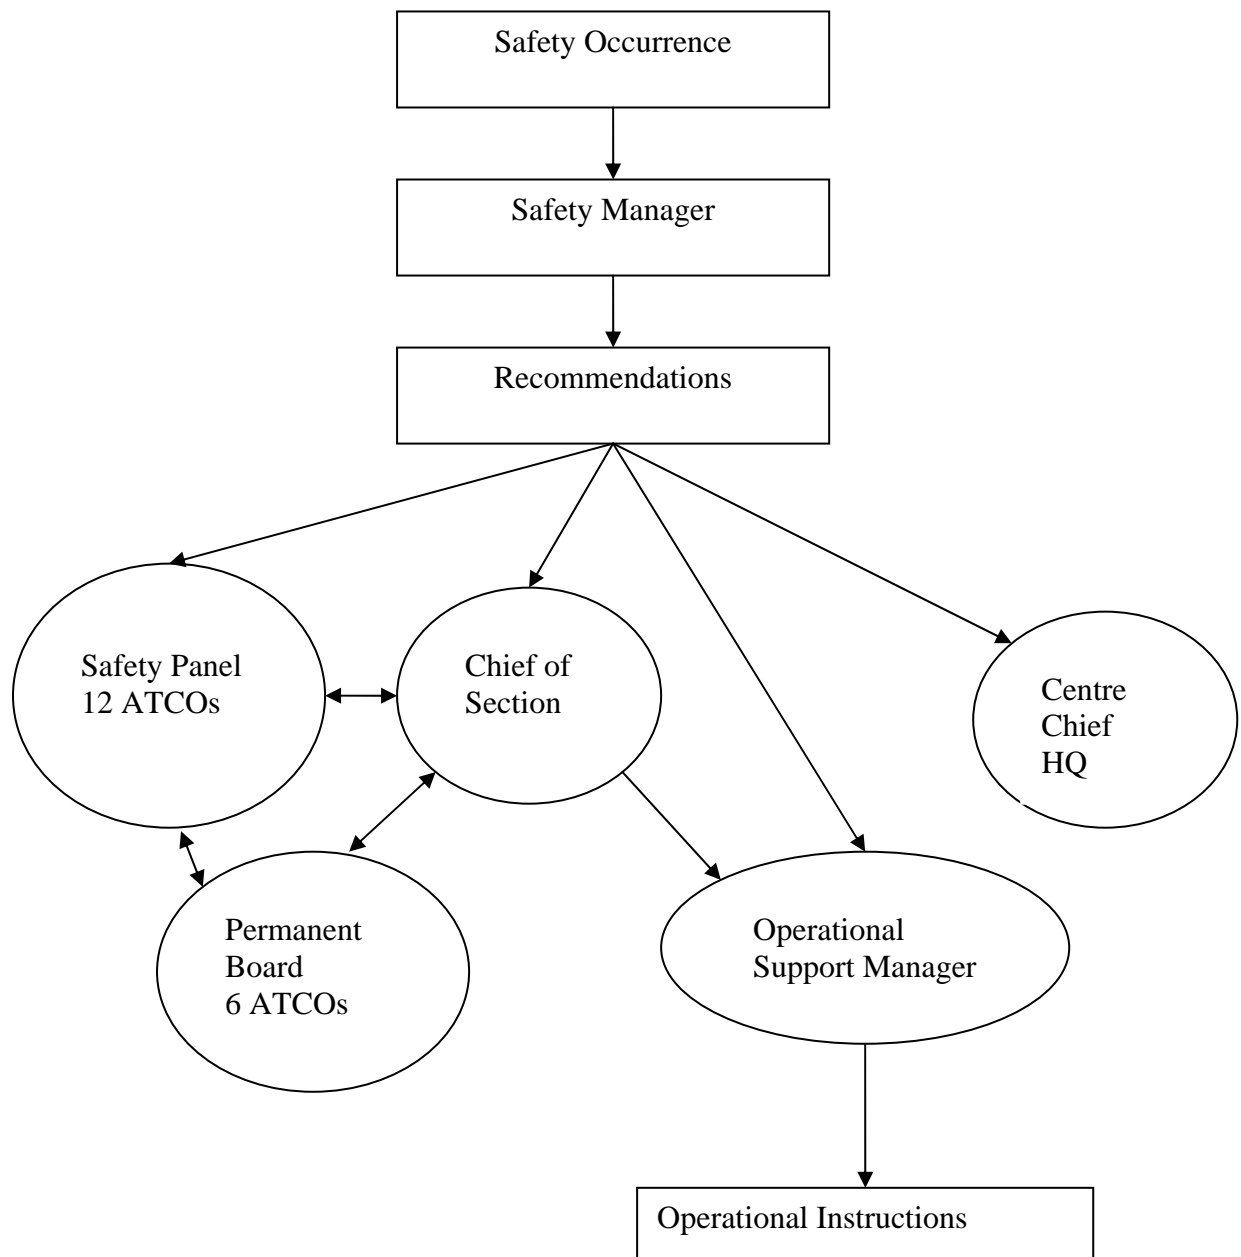 Safety Occurrence
Safety Manager
Recommendations
Safety Panel
12 ATCOs
Chief of
Section
Centre
Chief
HQ
Permanent
Board
6 ATCOs
Operational
Support Manager
Operational Instructions